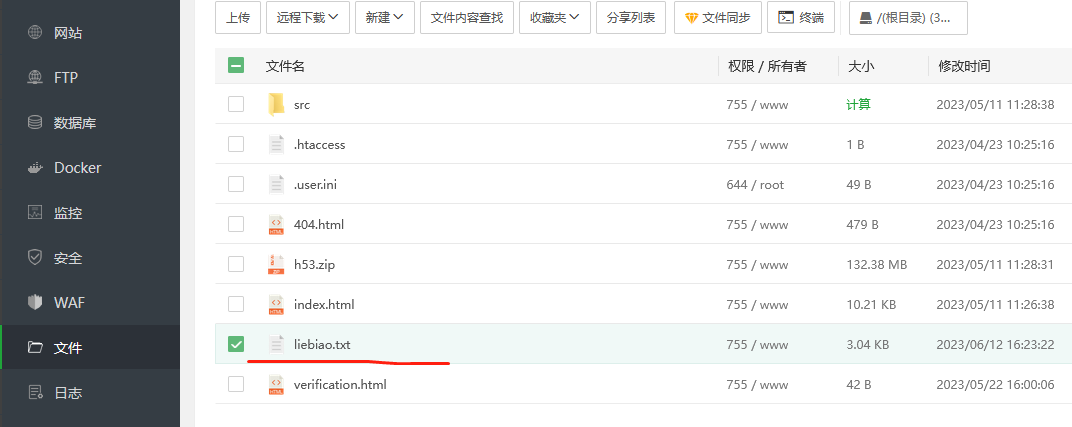 上传 远程下载 新建 文件内容查找 收藏夹 分享列表 文件同步 终端 /(根目录) (3...
网站
FTP
数据库
Docker
监控
安全
WAF
文件
日志
文件名 权限 / 所有者 大小 修改时间
src 755 / www 计算 2023/05/11 11:28:38
.htaccess 755 / www 1 B 2023/04/23 10:25:16
.user.ini 644 / root 49 B 2023/04/23 10:25:16
404.html 755 / www 479 B 2023/04/23 10:25:16
h53.zip 755 / www 132.38 MB 2023/05/11 11:28:31
index.html 755 / www 10.21 KB 2023/05/11 11:26:38
liebiao.txt 755 / www 3.04 KB 2023/06/12 16:23:22
verification.html 755 / www 42 B 2023/05/22 16:00:06